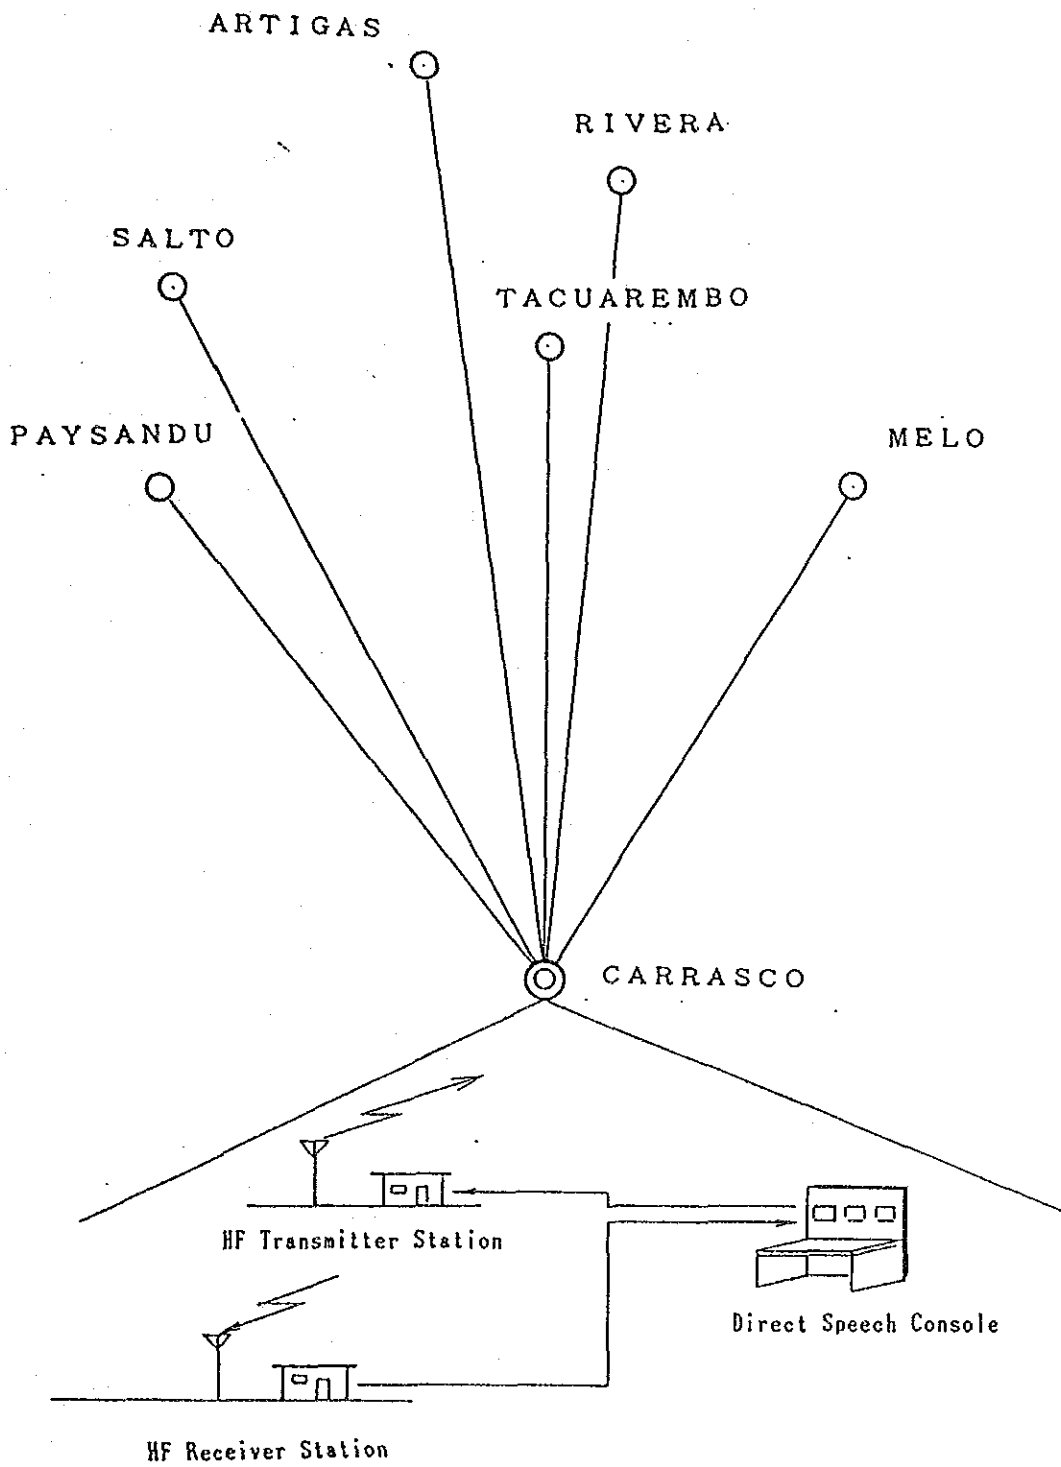 ARTIGAS
RIVERA
SALTO
TACUAREMBO
PAYSANDU
MELO
CARRASCO
HF Transmitter Station
Direct Speech Console
HF Receiver Station